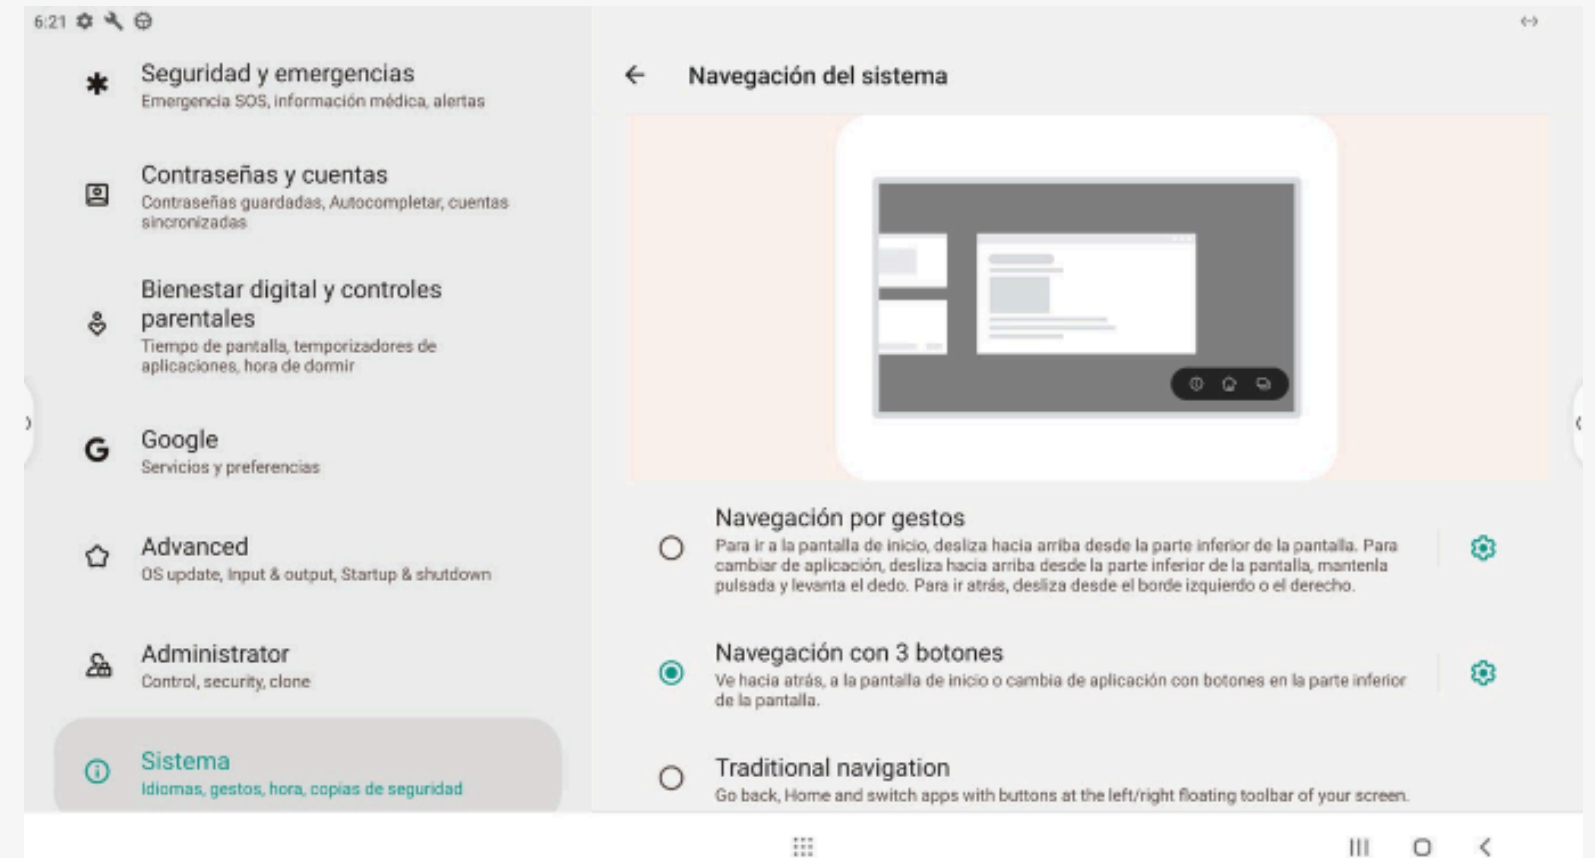 6:21
Seguridad y emergencias
Emergencia SOS, información médica, alertas
Contraseñas y cuentas
Contraseñas guardadas, Autocompletar, cuentas
sincronizadas
Bienestar digital y controles
parentales
Tiempo de pantalla, temporizadores de
aplicaciones, hora de dormir
Google
Servicios y preferencias
Advanced
OS update, Input & output, Startup & shutdown
Administrator
Control, security, clone
Sistema
Idiomas, gestos, hora, copias de seguridad
Navegación del sistema
Navegación por gestos
Para ir a la pantalla de inicio, desliza hacia arriba desde la parte inferior de la pantalla. Para
cambiar de aplicación, desliza hacia arriba desde la parte inferior de la pantalla, mantenla
pulsada y levanta el dedo. Para ir atrás, desliza desde el borde izquierdo o el derecho.
Navegación con 3 botones
Ve hacia atrás, a la pantalla de inicio o cambia de aplicación con botones en la parte inferior
de la pantalla.
Traditional navigation
Go back, Home and switch apps with buttons at the left/right floating toolbar of your screen.